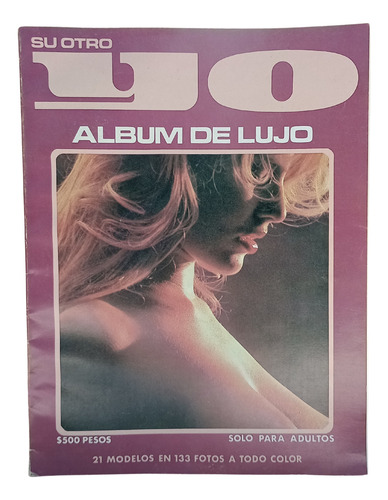 SU OTRO
YO
ALBUM DE LUJO
$500 PESOS
SOLO PARA ADULTOS
21 MODELOS EN 133 FOTOS A TODO COLOR